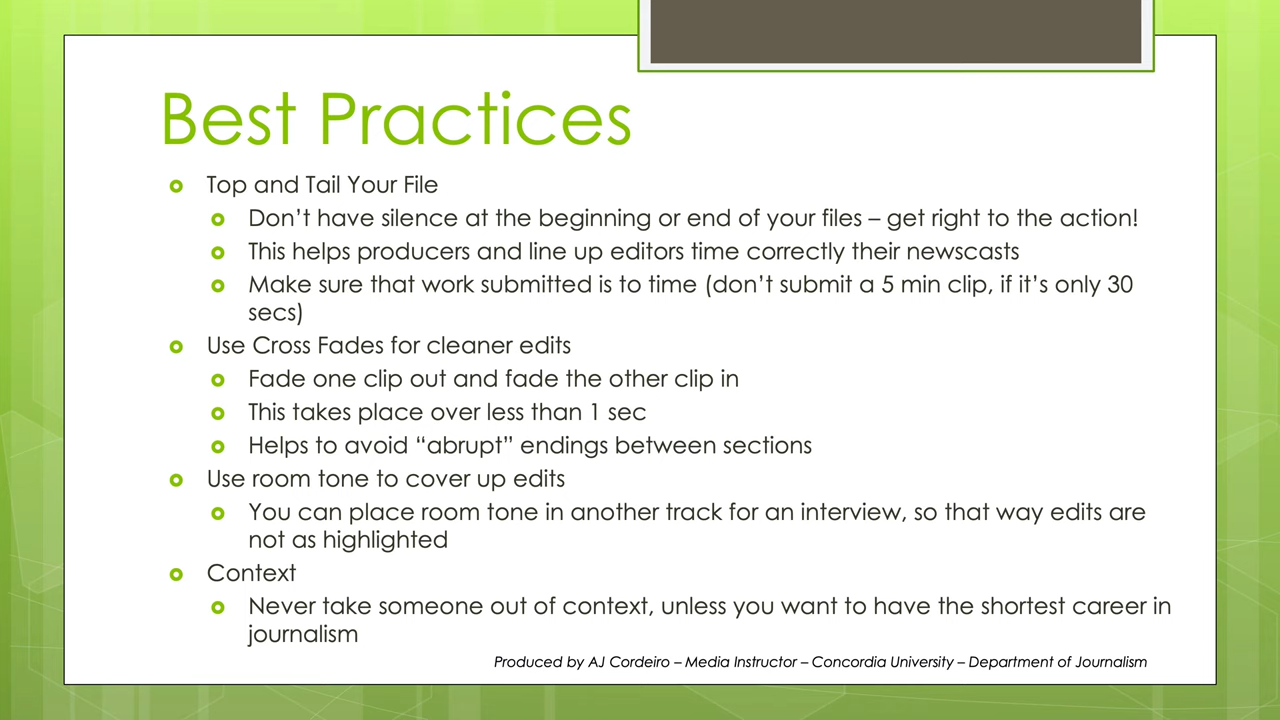 Best Practices
Top and Tail Your File
Don’t have silence at the beginning or end of your files – get right to the action!
This helps producers and line up editors time correctly their newscasts
Make sure that work submitted is to time (don’t submit a 5 min clip, if it’s only 30
secs)
Use Cross Fades for cleaner edits
Fade one clip out and fade the other clip in
This takes place over less than 1 sec
Helps to avoid “abrupt” endings between sections
Use room tone to cover up edits
You can place room tone in another track for an interview, so that way edits are
not as highlighted
Context
Never take someone out of context, unless you want to have the shortest career in
journalism
Produced by AJ Cordeiro – Media Instructor – Concordia University – Department of Journalism